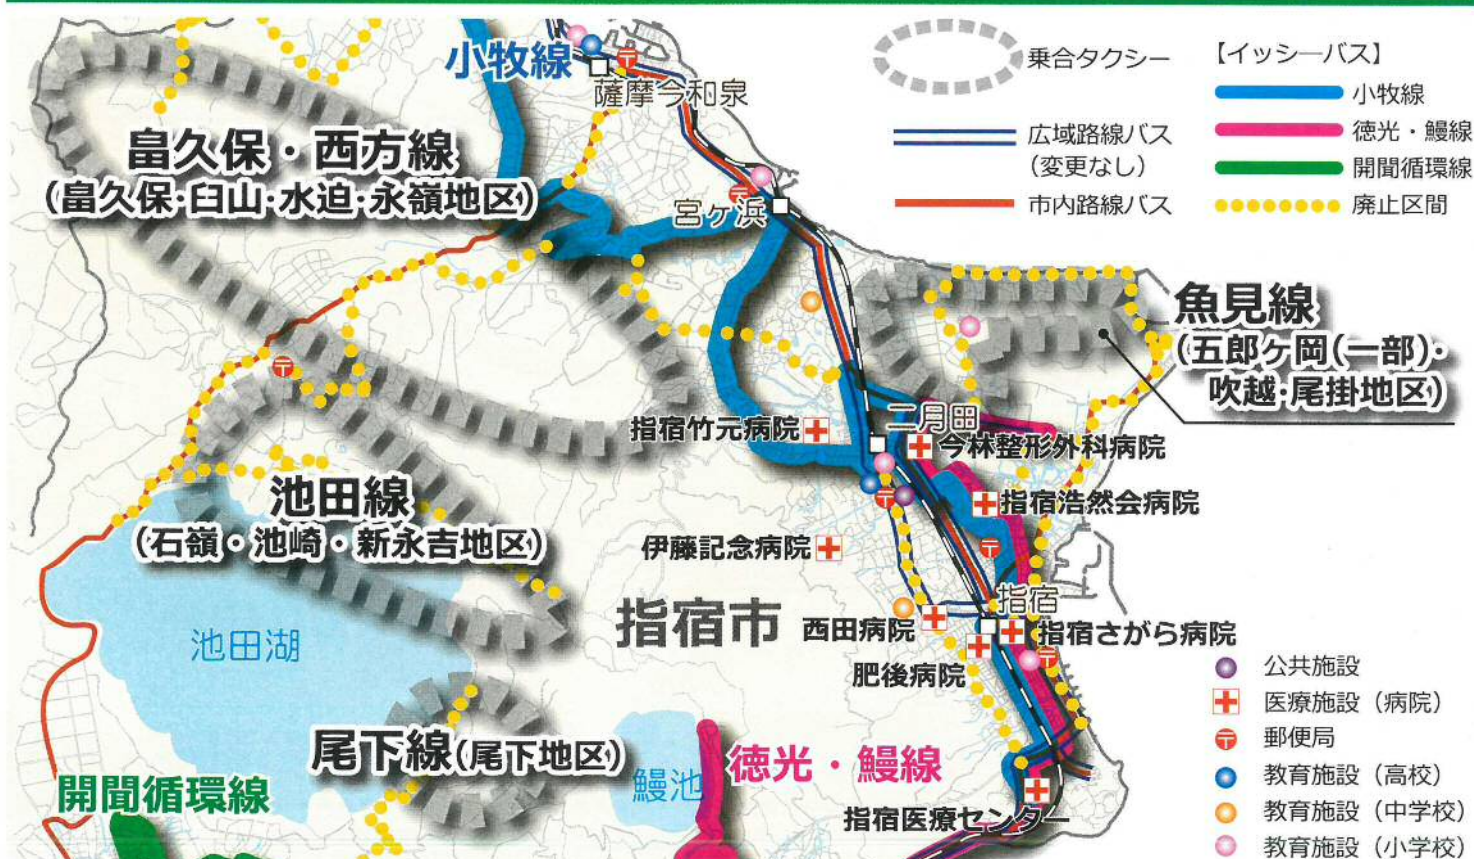 小牧線
薩摩今和泉
乗合タクシー
【イッシーバス】
小牧線
広域路線バス
(変更なし)
徳光・鰻線
開聞循環線
市内路線バス
廃止区間
畠久保・西方線
(畠久保・臼山・水迫・永嶺地区)
宮ヶ浜
魚見線
(五郎ケ岡(一部)・
吹越・尾掛地区)
二月田
指宿竹元病院
今林整形外科病院
池田線
(石嶺・池崎・新永吉地区)
指宿浩然会病院
伊藤記念病院
指宿
指宿市
西田病院
指宿さがら病院
池田湖
肥後病院
公共施設
医療施設(病院)
郵便局
教育施設(高校)
教育施設(中学校)
教育施設(小学校)
尾下線(尾下地区)
徳光・鰻線
開聞循環線
鰻池
指宿医療センター